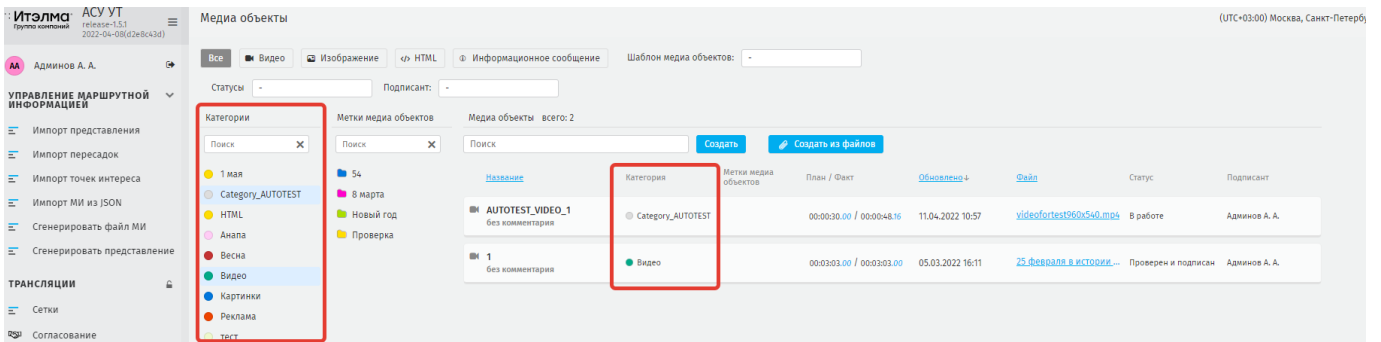 Итэлма
Группа компаний
АСУ УТ
release-1.5.1
2022-04-08(d2e8c43d)
Медиа объекты
(UTC+03:00) Москва, Санкт-Петербу
АА Админов А. А.
Все Видео Изображение </> HTML Информационное сообщение Шаблон медиа объектов: -
Статусы - Подписант: -
УПРАВЛЕНИЕ МАРШРУТНОЙ
ИНФОРМАЦИЕЙ
Импорт представления
Импорт пересадок
Импорт точек интереса
Импорт МИ из JSON
Сгенерировать файл МИ
Сгенерировать представление
ТРАНСЛЯЦИИ
Сетки
Согласование
Категории
Поиск
1 мая
Category_AUTOTEST
HTML
Анапа
Весна
Видео
Картинки
Реклама
тест
Метки медиа объектов
Поиск
54
8 марта
Новый год
Проверка
Медиа объекты всего: 2
Поиск Создать Создать из файлов
Название Категория Метки медиа объектов План / Факт Обновлено↓ Файл Статус Подписант
AUTOTEST_VIDEO_1 Category_AUTOTEST 00:00:30.00 / 00:00:48.16 11.04.2022 10:57 videofortest960x540.mp4 В работе Админов А. А.
без комментария
1 Видео 00:03:03.00 / 00:03:03.00 05.03.2022 16:11 25 февраля в истории ... Проверен и подписан Админов А. А.
без комментария